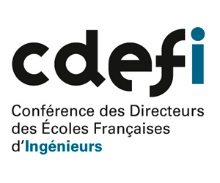 cdefi
Conférence des Directeurs
des Écoles Françaises
d'Ingénieurs